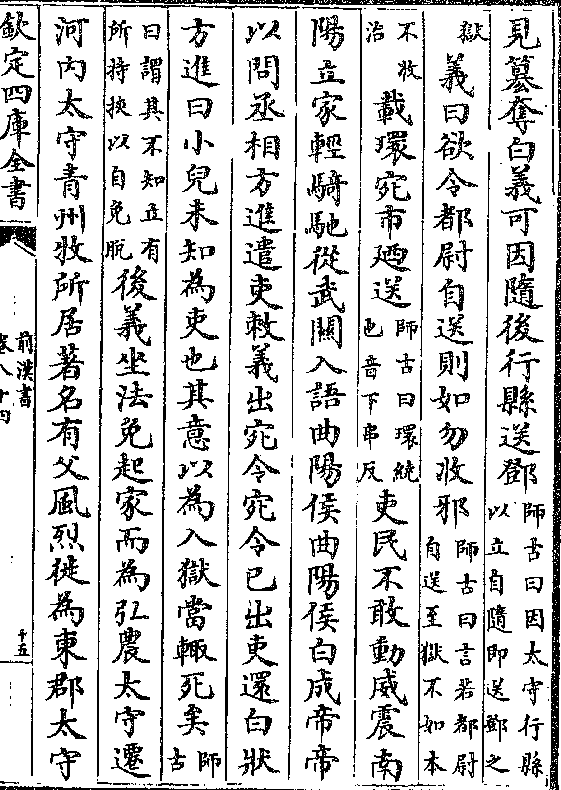 見篡奪白義可因隨後行縣送鄧師古曰因太守行縣以立自隨即送鄧之
獄義曰欲令都尉自送則如勿收邪師古曰言若都尉自送至獄不如本
不收治載環宛市廼送師古曰環繞也音下串反吏民不敢動威震南
陽立家輕騎馳從武關入語曲陽侯曲陽侯白成帝帝
以問丞相方進遣吏敕義出宛令宛令已出吏還白狀
方進曰小兒未知為吏也其意以為入獄當輒死矣師古
曰謂其不知立有所恃挾以自免脫後義坐法免起家而為弘農太守遷
河内太守青州牧所居著名有父風烈徙為東郡太守
欽定四庫全書
前漢書
卷八十四
十五